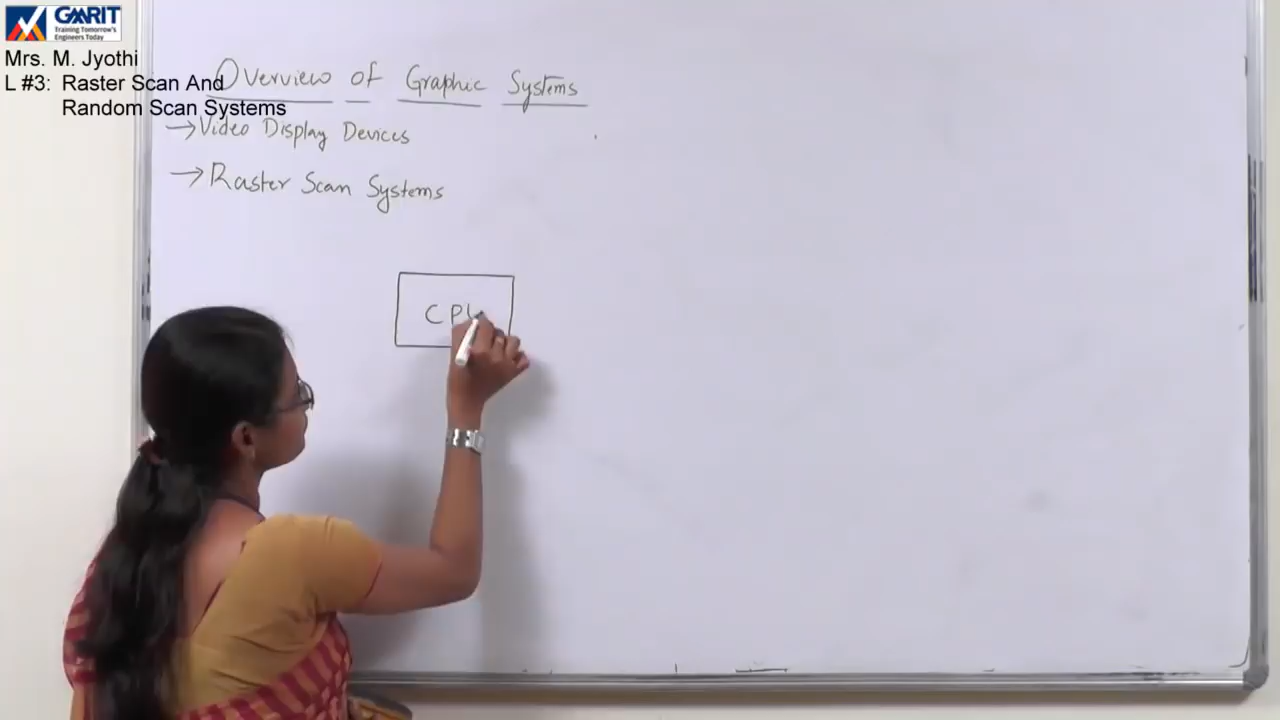 GMRIT
Training Tomorrow's
Engineers Today
Mrs. M. Jyothi
L #3: Raster Scan And
Random Scan Systems
Overview of Graphic Systems
→Video Display Devices
→Raster Scan Systems
CPU